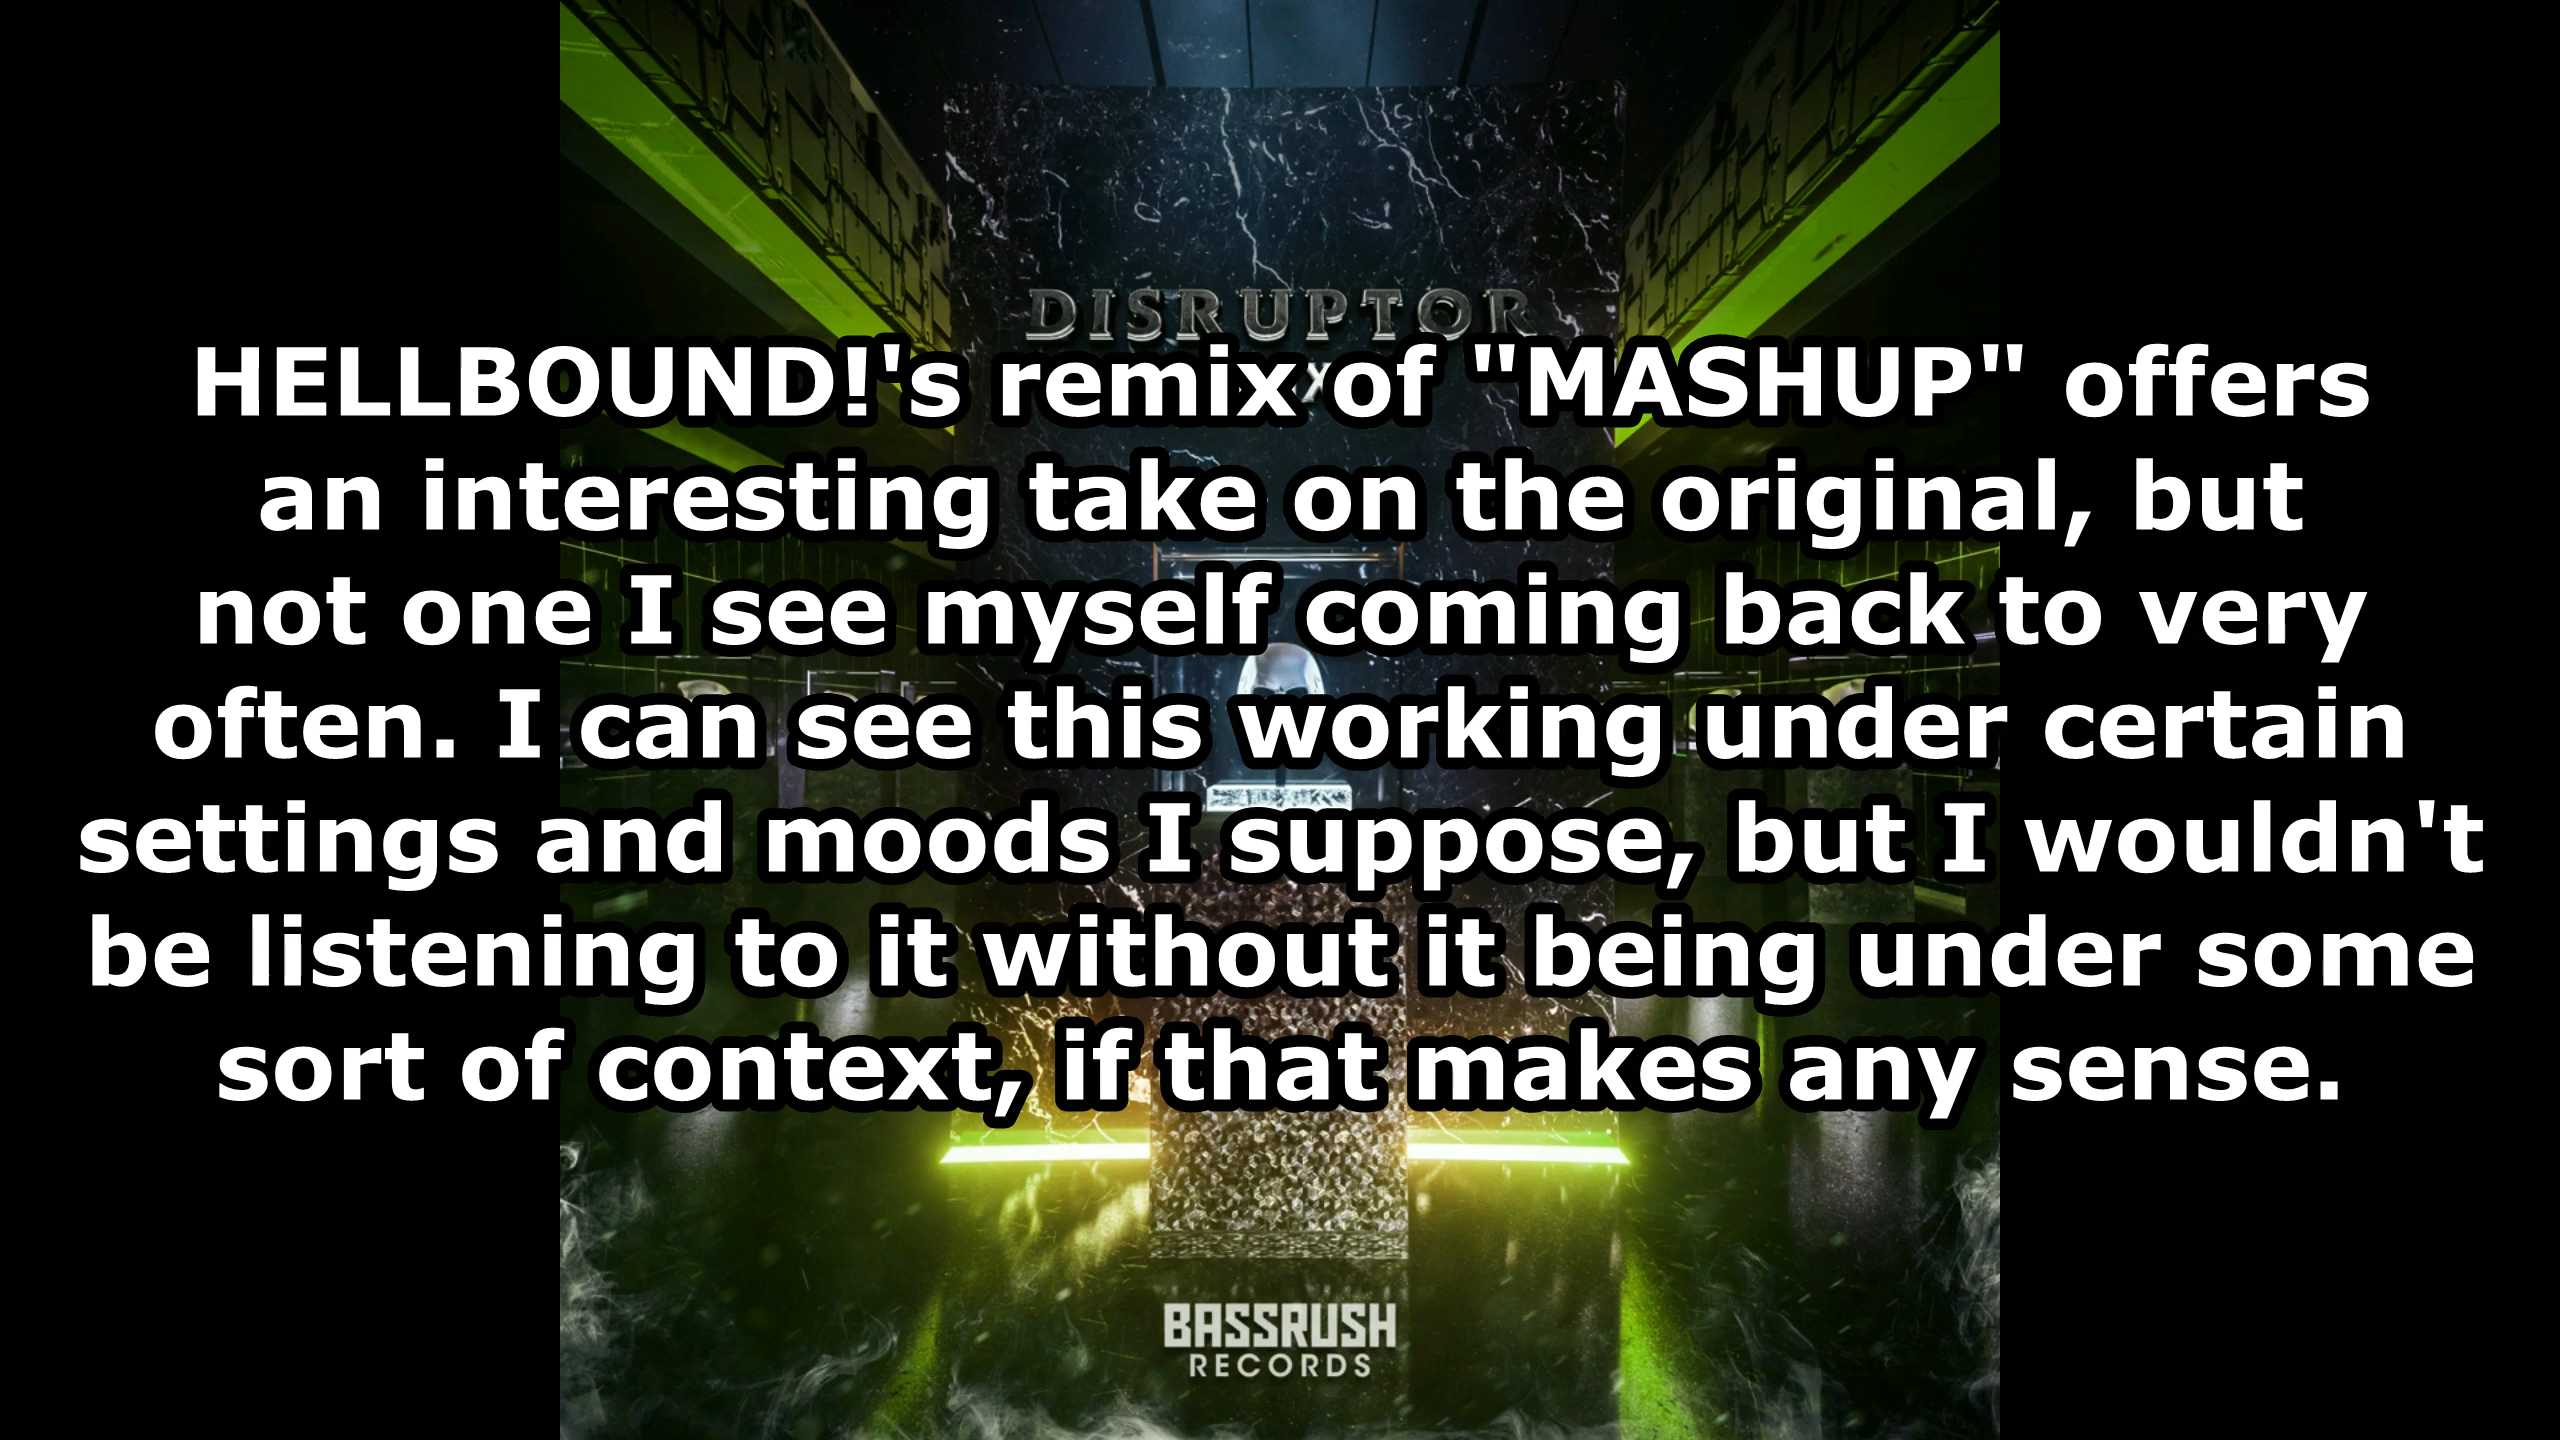 DISRUPTOR
HELLBOUND!'s remix of "MASHUP" offers
an interesting take on the original, but
not one I see myself coming back to very
often. I can see this working under certain
settings and moods I suppose, but I wouldn't
be listening to it without it being under some
sort of context, if that makes any sense.
BASSRUSH
RECORDS